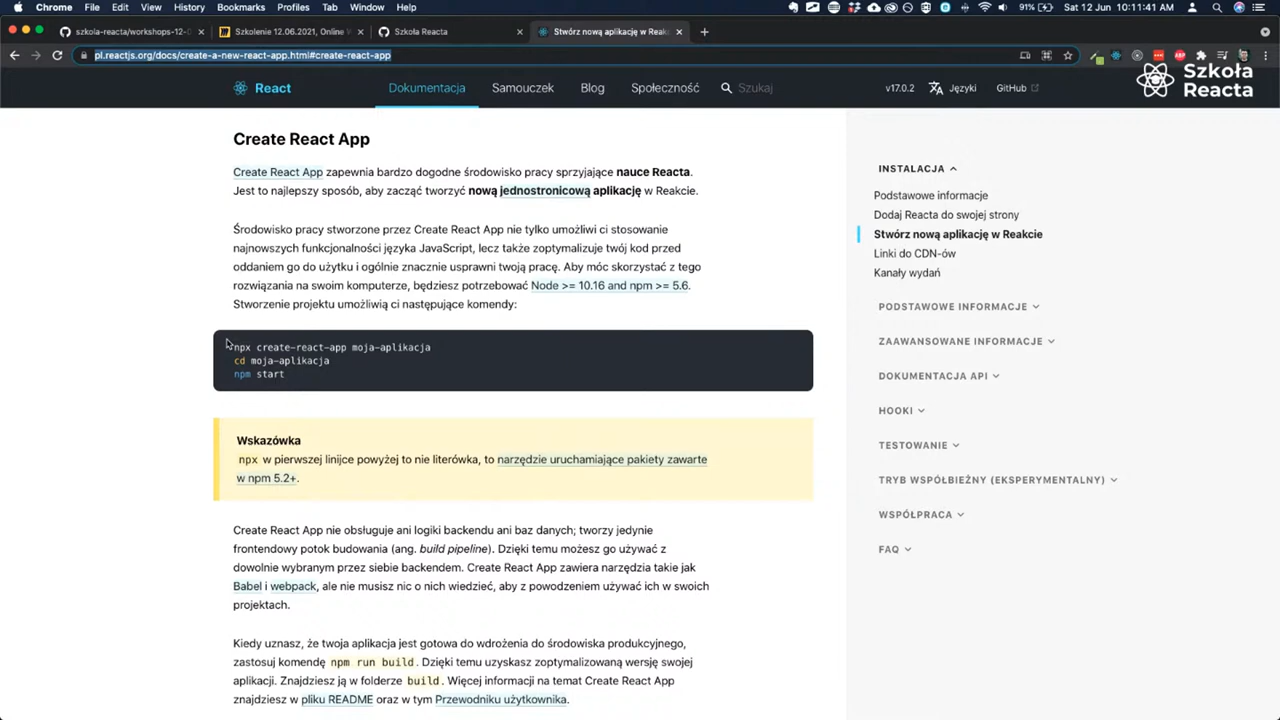 Chrome File Edit View History Bookmarks Profiles Tab Window Help
91% Sat 12 Jun 10:11:41 AM
szkola-react/workshops-12-0
Szkolenie 12.06.2021, Online W
Szkoła Reacta
Stwórz nową aplikację w Reakc
pl.reactjs.org/docs/create-a-new-react-app.html#create-react-app
React
Dokumentacja Samouczek Blog Społeczność Szukaj
v17.0.2 Języki GitHub
Szkoła
Reacta
Create React App
Create React App zapewnia bardzo dogodne środowisko pracy sprzyjające nauce Reacta.
Jest to najlepszy sposób, aby zacząć tworzyć nową jednostronicową aplikację w Reakcie.
Środowisko pracy stworzone przez Create React App nie tylko umożliwi ci stosowanie
najnowszych funkcjonalności języka JavaScript, lecz także zoptymalizuje twój kod przed
oddaniem go do użytku i ogólnie znacznie usprawni twoją pracę. Aby móc skorzystać z tego
rozwiązania na swoim komputerze, będziesz potrzebować Node >= 10.16 and npm >= 5.6.
Stworzenie projektu umożliwią ci następujące komendy:
npx create-react-app moja-aplikacja
cd moja-aplikacja
npm start
Wskazówka
npx w pierwszej linijce powyżej to nie literówka, to narzędzie uruchamiające pakiety zawarte
w npm 5.2+.
Create React App nie obsługuje ani logiki backendu ani baz danych; tworzy jedynie
frontendowy potok budowania (ang. build pipeline). Dzięki temu możesz go używać z
dowolnie wybranym przez siebie backendem. Create React App zawiera narzędzia takie jak
Babel i webpack, ale nie musisz nic o nich wiedzieć, aby z powodzeniem używać ich w swoich
projektach.
Kiedy uznasz, że twoja aplikacja jest gotowa do wdrożenia do środowiska produkcyjnego,
zastosuj komendę npm run build. Dzięki temu uzyskasz zoptymalizowaną wersję swojej
aplikacji. Znajdziesz ją w folderze build. Więcej informacji na temat Create React App
znajdziesz w pliku README oraz w tym Przewodniku użytkownika.
INSTALACJA
Podstawowe informacje
Dodaj Reacta do swojej strony
Stwórz nową aplikację w Reakcie
Linki do CDN-ów
Kanały wydań
PODSTAWOWE INFORMACJE
ZAAWANSOWANE INFORMACJE
DOKUMENTACJA API
HOOKI
TESTOWANIE
TRYB WSPÓŁBIEŻNY (EKSPERYMENTALNY)
WSPÓŁPRACA
FAQ